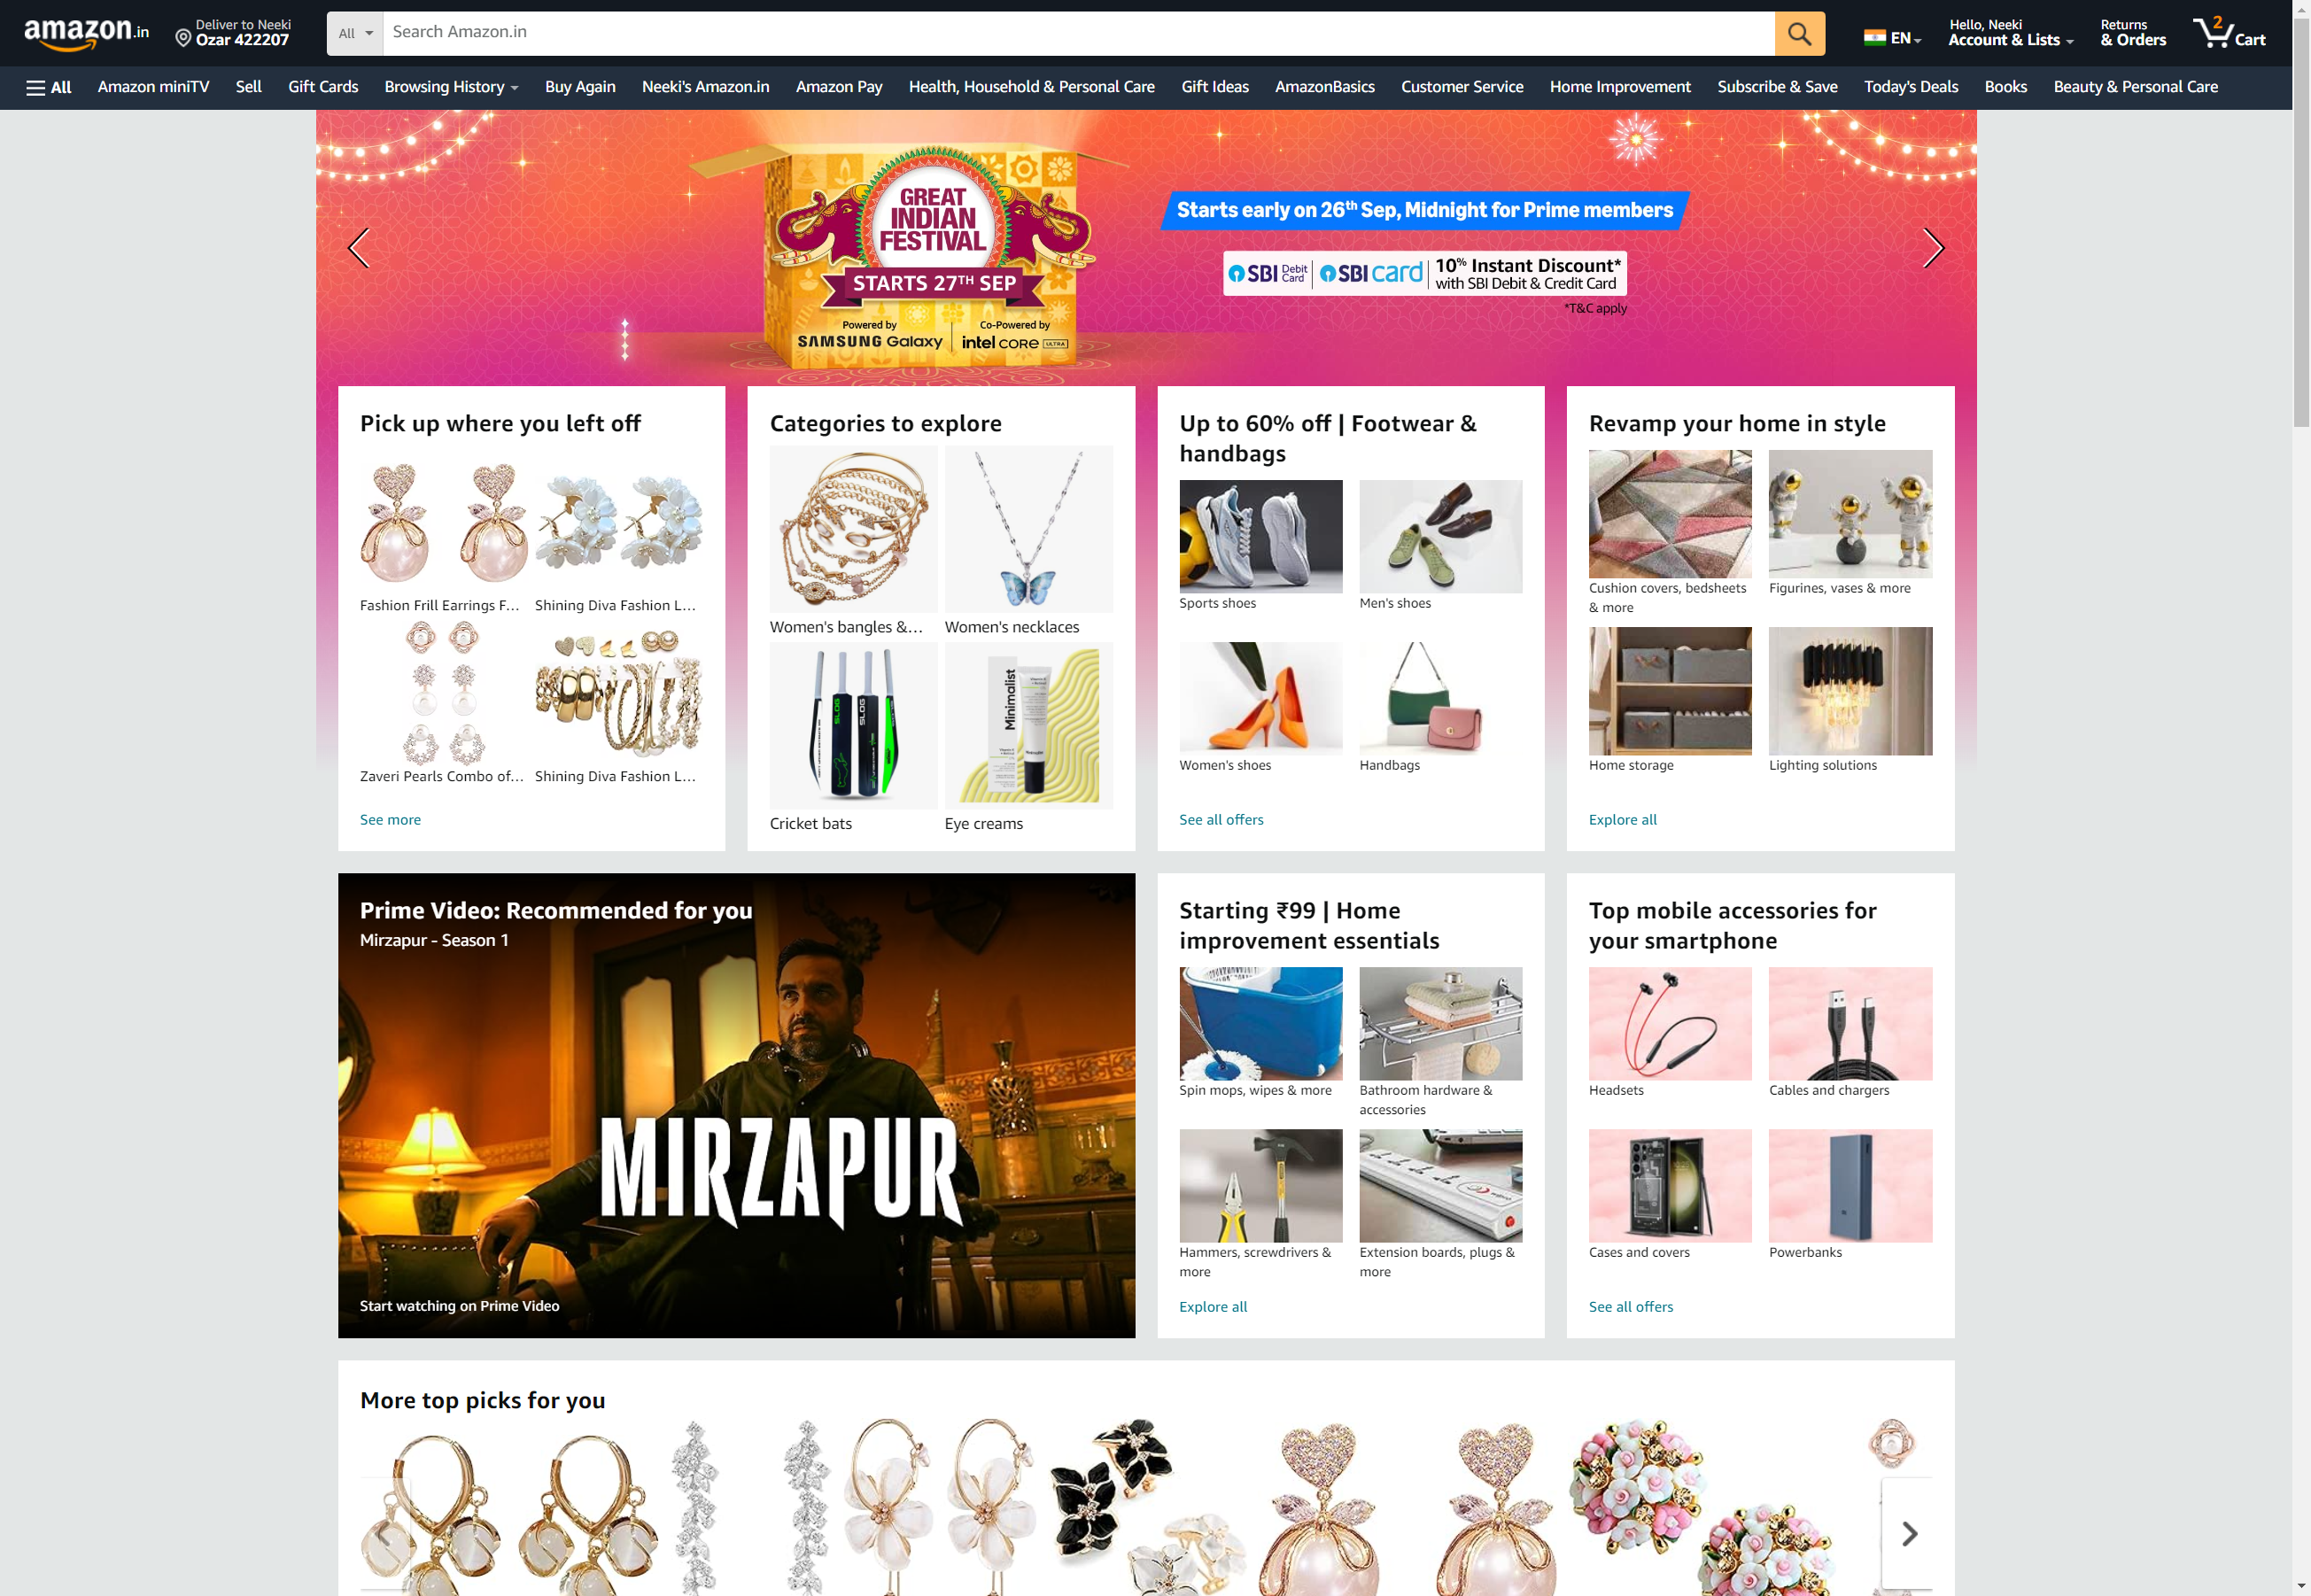 amazon.in
Deliver to Neeki
Ozar 422207
All
Search Amazon.in
EN
Hello, Neeki
Account & Lists
Returns
& Orders
2
Cart
All
Amazon miniTV
Sell
Gift Cards
Browsing History
Buy Again
Neeki's Amazon.in
Amazon Pay
Health, Household & Personal Care
Gift Ideas
AmazonBasics
Customer Service
Home Improvement
Subscribe & Save
Today's Deals
Books
Beauty & Personal Care
GREAT
INDIAN
FESTIVAL
STARTS 27TH SEP
Powered by
SAMSUNG Galaxy
Co-Powered by
intel CORE ULTRA
Starts early on 26th Sep, Midnight for Prime members
SBI Debit Card
SBI card
10% Instant Discount*
with SBI Debit & Credit Card
*T&C apply
Pick up where you left off
Fashion Frill Earrings F...
Shining Diva Fashion L...
Zaveri Pearls Combo of...
Shining Diva Fashion L...
See more
Categories to explore
Women's bangles &...
Women's necklaces
SLOG
SLOG
Minimalist
Cricket bats
Eye creams
Up to 60% off | Footwear &
handbags
Sports shoes
Men's shoes
Women's shoes
Handbags
See all offers
Revamp your home in style
Cushion covers, bedsheets
& more
Figurines, vases & more
Home storage
Lighting solutions
Explore all
Prime Video: Recommended for you
Mirzapur - Season 1
MIRZAPUR
Start watching on Prime Video
Starting ₹99 | Home
improvement essentials
Spin mops, wipes & more
Bathroom hardware &
accessories
Hammers, screwdrivers &
more
Extension boards, plugs &
more
Explore all
Top mobile accessories for
your smartphone
Headsets
Cables and chargers
Cases and covers
Powerbanks
See all offers
More top picks for you